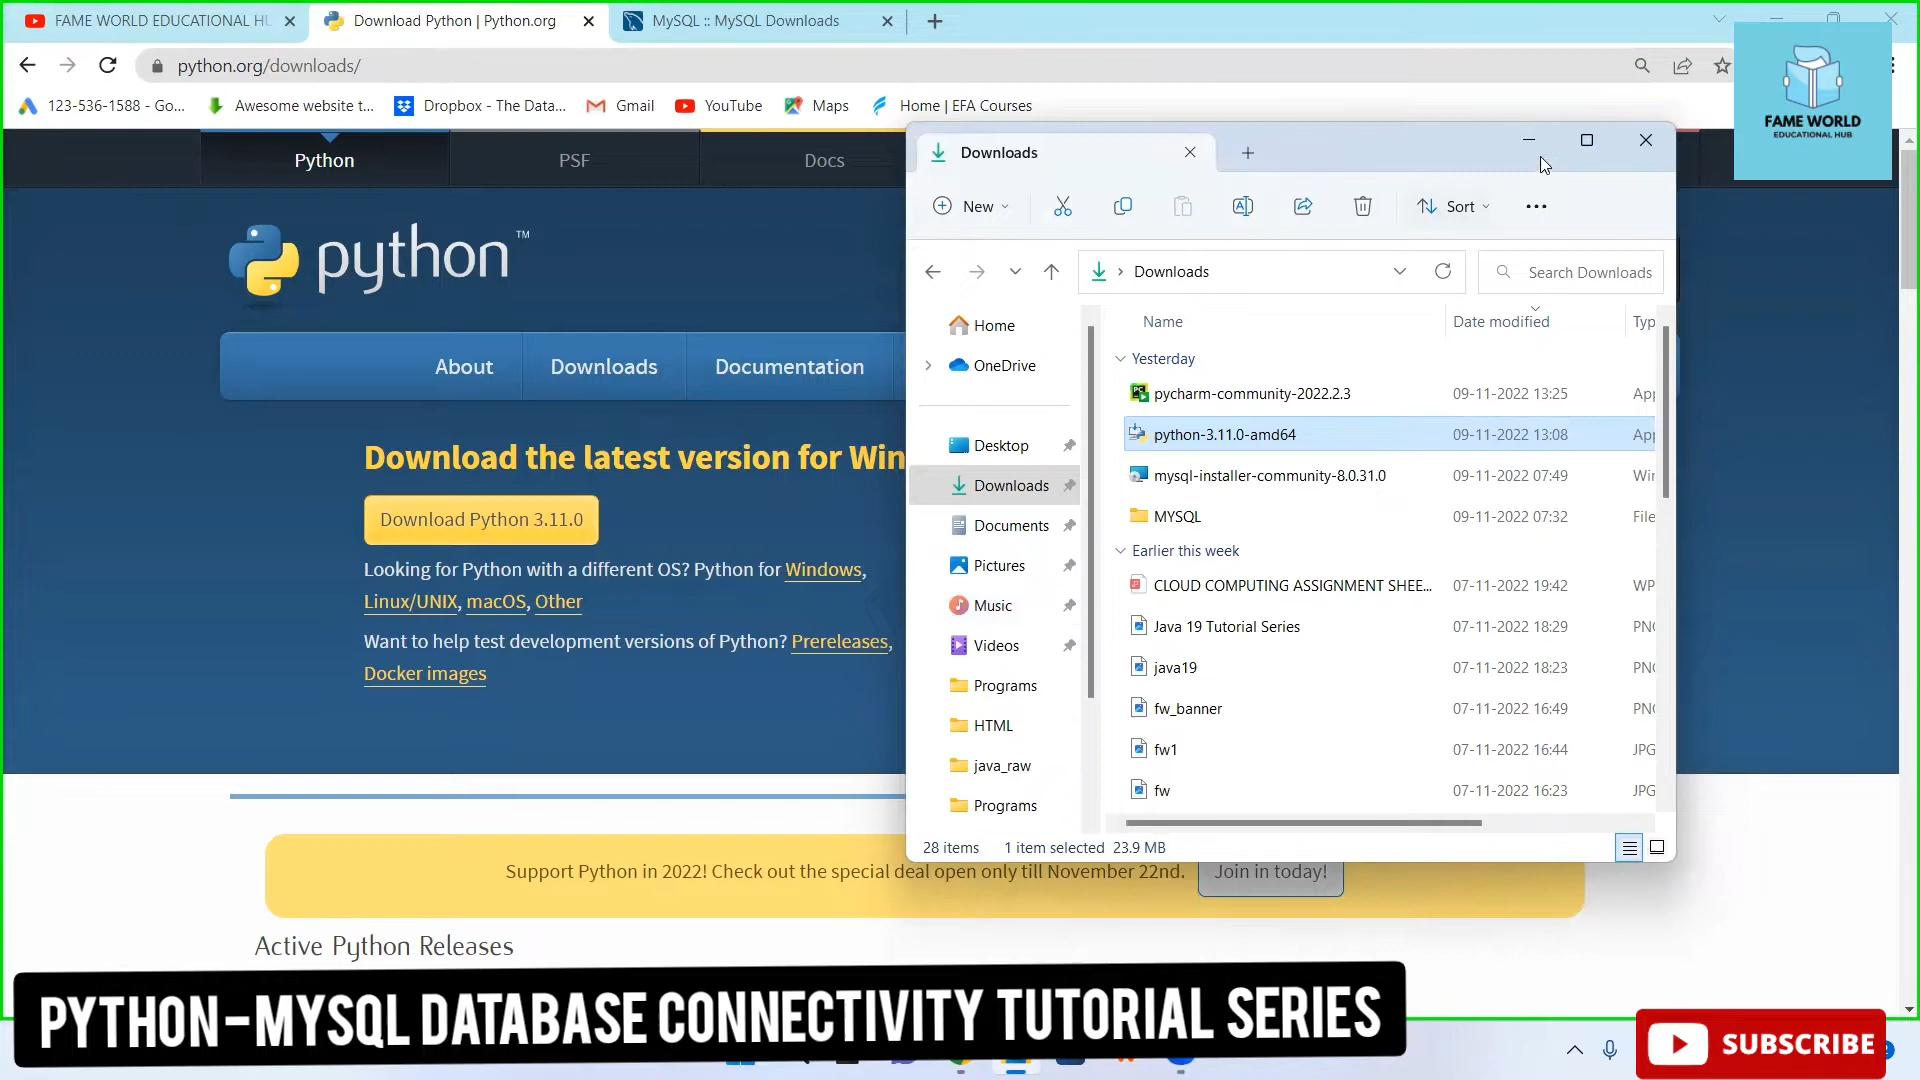 FAME WORLD EDUCATIONAL HU
Download Python | Python.org
MySQL :: MySQL Downloads
python.org/downloads/
123-536-1588 - Go...
Awesome website t...
Dropbox - The Data...
Gmail
YouTube
Maps
Home | EFA Courses
FAME WORLD
EDUCATIONAL HUB
Python
PSF
Docs
python™
About
Downloads
Documentation
Download the latest version for Win
Download Python 3.11.0
Looking for Python with a different OS? Python for Windows,
Linux/UNIX, macOS, Other
Want to help test development versions of Python? Prereleases,
Docker images
Support Python in 2022! Check out the special deal open only till November 22nd.
Join in today!
Active Python Releases
Downloads
New
Sort
Downloads
Search Downloads
Home
OneDrive
Desktop
Downloads
Documents
Pictures
Music
Videos
Programs
HTML
java_raw
Programs
Name Date modified Typ
Yesterday
pycharm-community-2022.2.3 09-11-2022 13:25 App
python-3.11.0-amd64 09-11-2022 13:08 App
mysql-installer-community-8.0.31.0 09-11-2022 07:49 Win
MYSQL 09-11-2022 07:32 File
Earlier this week
CLOUD COMPUTING ASSIGNMENT SHEE... 07-11-2022 19:42 WP
Java 19 Tutorial Series 07-11-2022 18:29 PNG
java19 07-11-2022 18:23 PNG
fw_banner 07-11-2022 16:49 PNG
fw1 07-11-2022 16:44 JPG
fw 07-11-2022 16:23 JPG
28 items 1 item selected 23.9 MB
PYTHON-MYSQL DATABASE CONNECTIVITY TUTORIAL SERIES
SUBSCRIBE